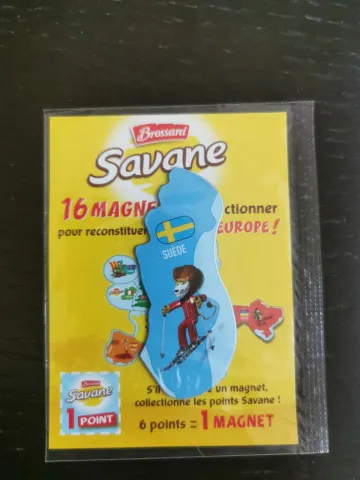 Brossard
Savane
16 MAGNE ctionner
pour reconstitue EUROPE !
SUÈDE
S'il un magnet,
collectionne les points Savane !
Brossard
Savane
1 POINT
6 points = 1 MAGNET